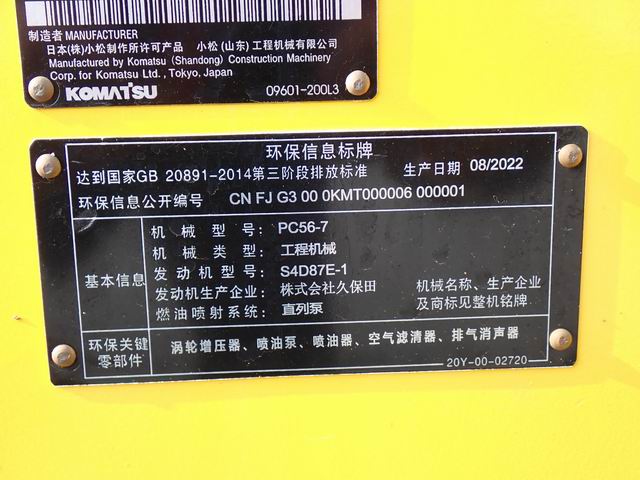 制造者 MANUFACTURER
日本(株)小松制作所许可产品 小松(山东)工程机械有限公司
Manufactured by Komatsu (Shandong) Construction Machinery
Corp. for Komatsu Ltd., Tokyo, Japan
KOMATSU 09601-200L3
环保信息标牌
达到国家GB 20891-2014第三阶段排放标准 生产日期 08/2022
环保信息公开编号 CN FJ G3 00 0KMT000006 000001
基本信息
机械型号: PC56-7
机械类型: 工程机械
发动机型号: S4D87E-1
发动机生产企业: 株式会社久保田
燃油喷射系统: 直列泵
机械名称、生产企业
及商标见整机铭牌
环保关键
零部件
涡轮增压器、喷油泵、喷油器、空气滤清器、排气消声器
20Y-00-02720